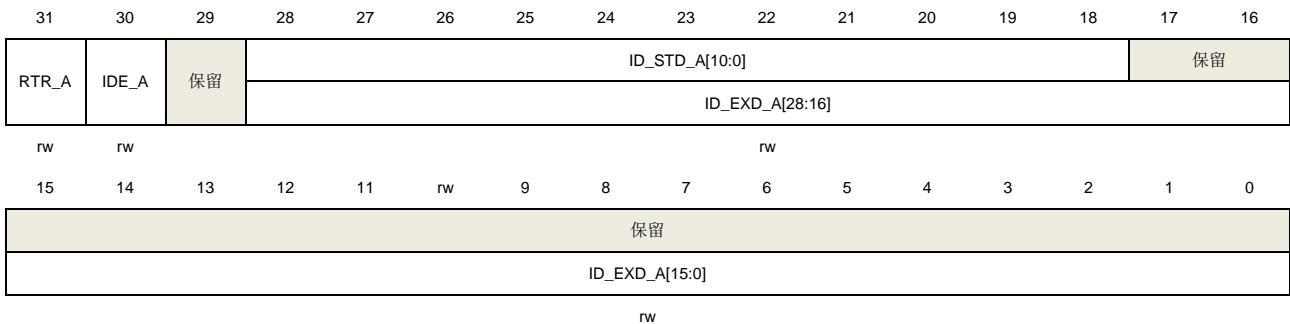 31 30 29 28 27 26 25 24 23 22 21 20 19 18 17 16
RTR_A IDE_A 保留 ID_STD_A[10:0] 保留
ID_EXD_A[28:16]
rw rw rw
15 14 13 12 11 rw 9 8 7 6 5 4 3 2 1 0
保留
ID_EXD_A[15:0]
rw